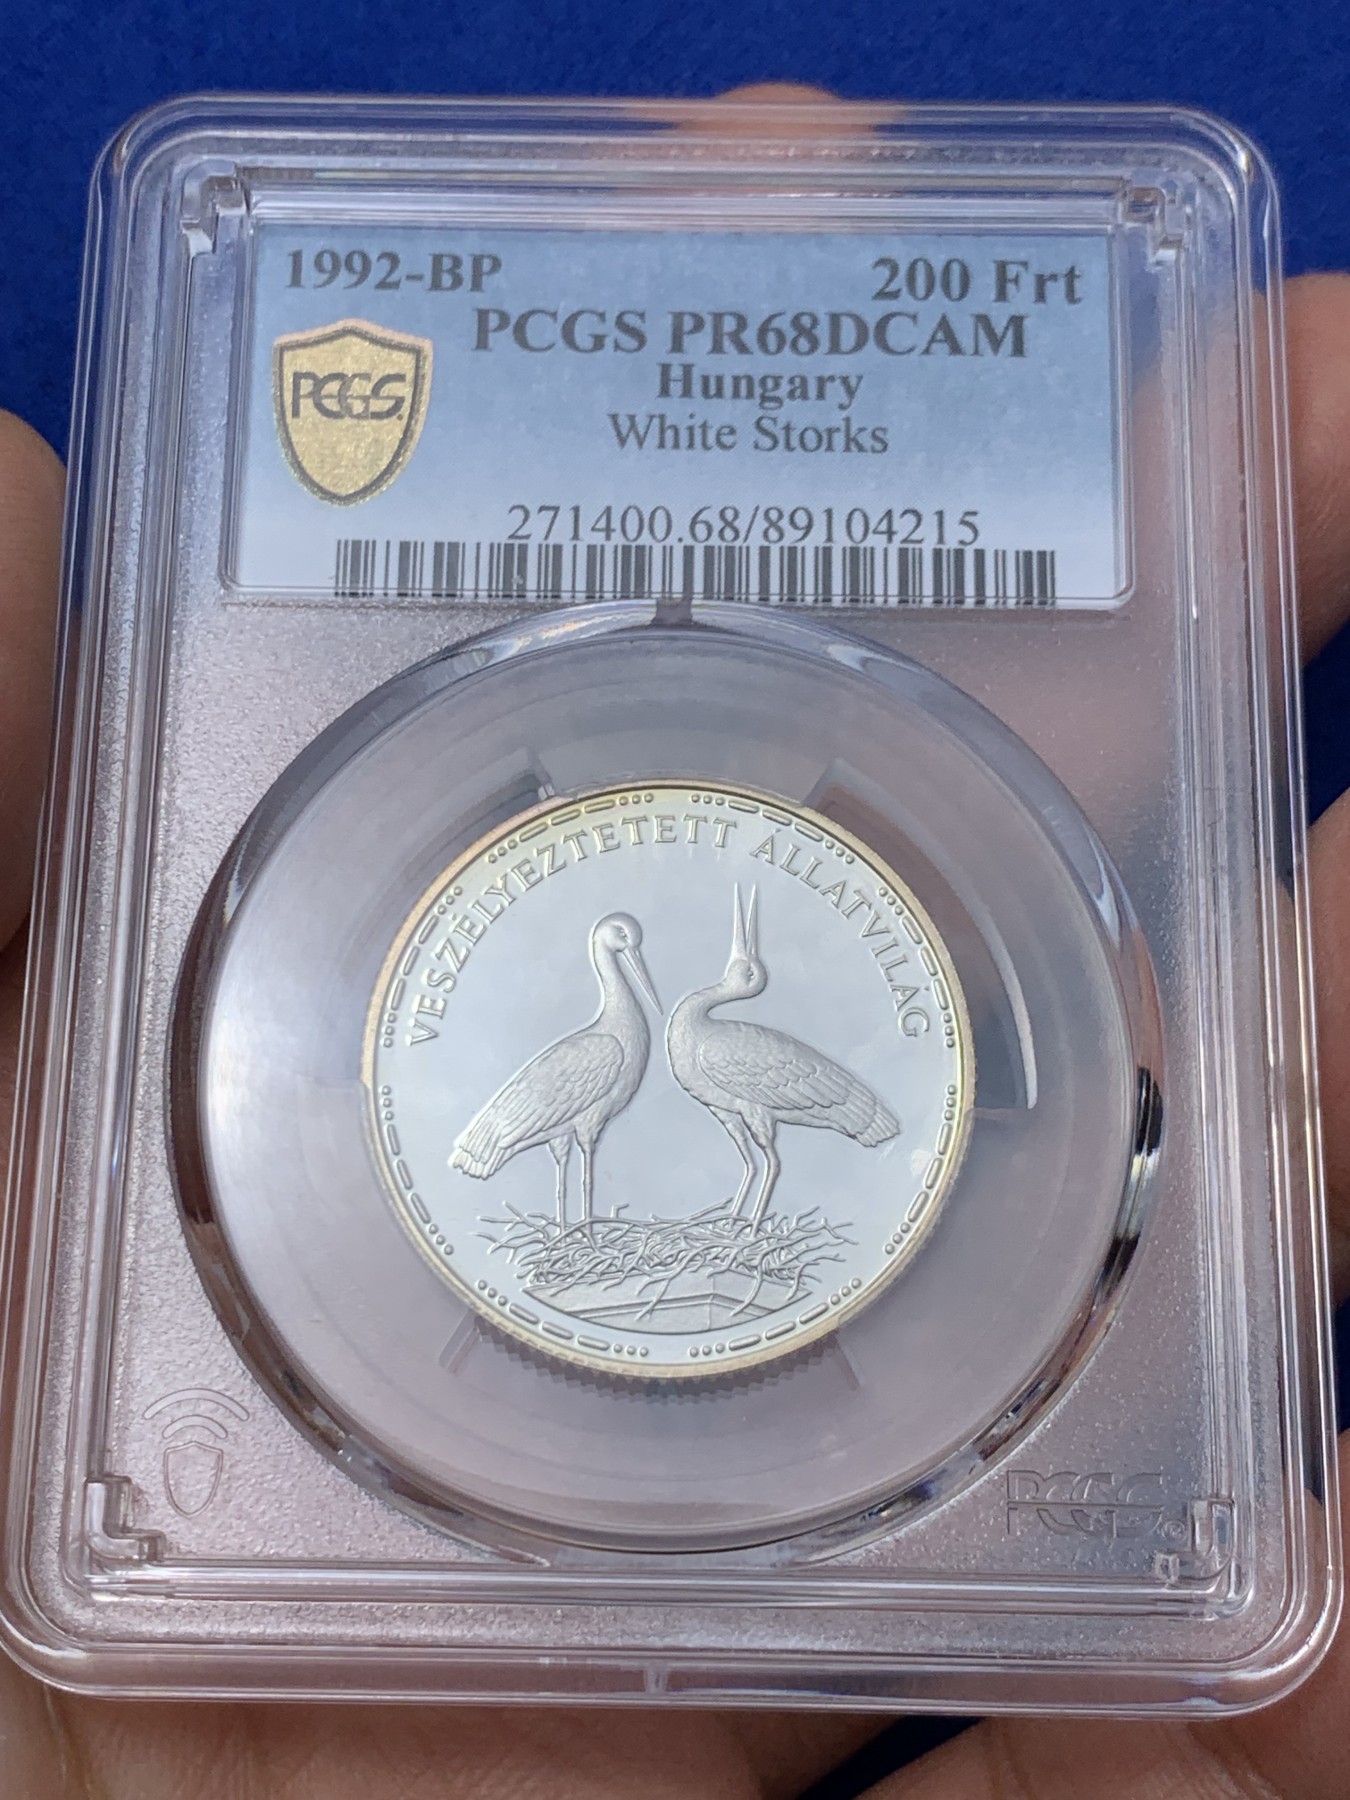 1992-BP 200 Frt
PCGS PR68DCAM
Hungary
White Storks
PCGS
271400.68/89104215
VESZÉLYEZTETETT ÁLLATVILÁG
PCGS